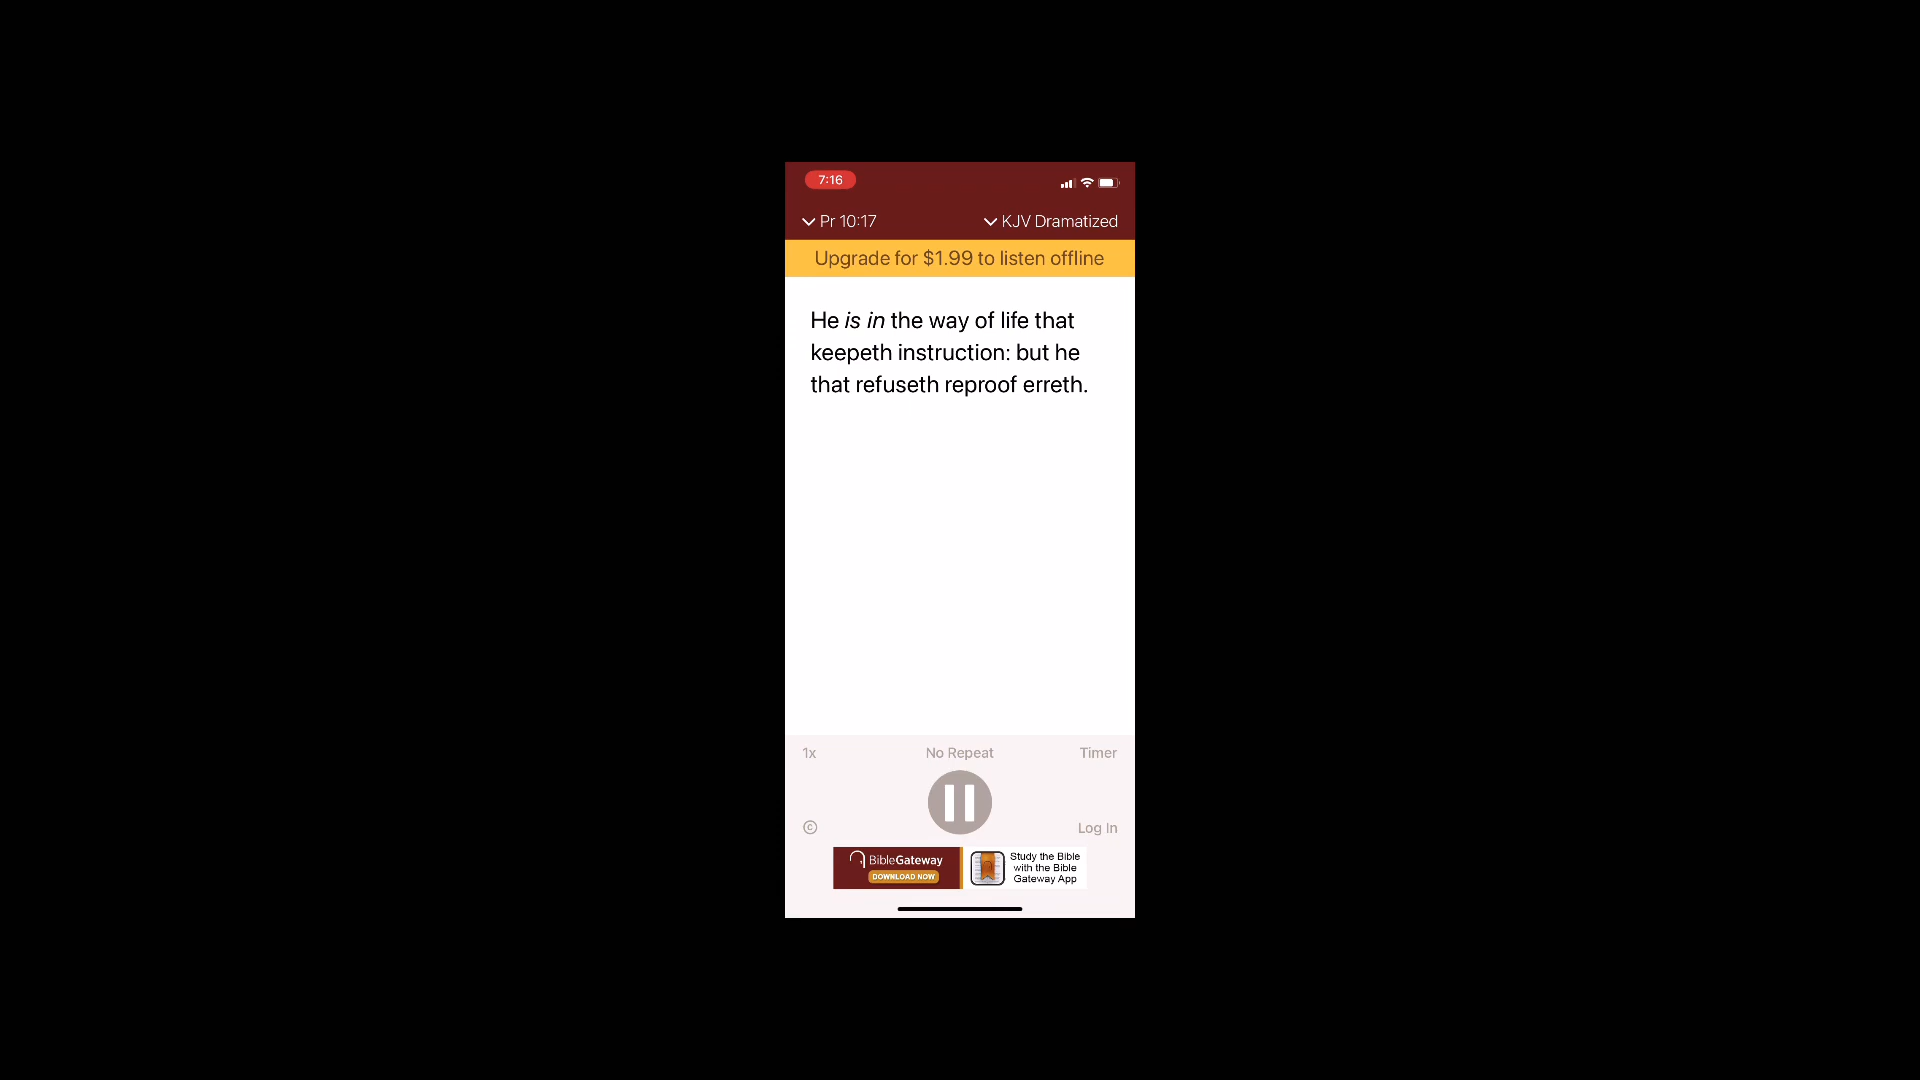 7:16
Pr 10:17
KJV Dramatized
Upgrade for $1.99 to listen offline
He is in the way of life that
keepeth instruction: but he
that refuseth reproof erreth.
1x
No Repeat
Timer
©
Log In
BibleGateway
DOWNLOAD NOW
Study the Bible
with the Bible
Gateway App